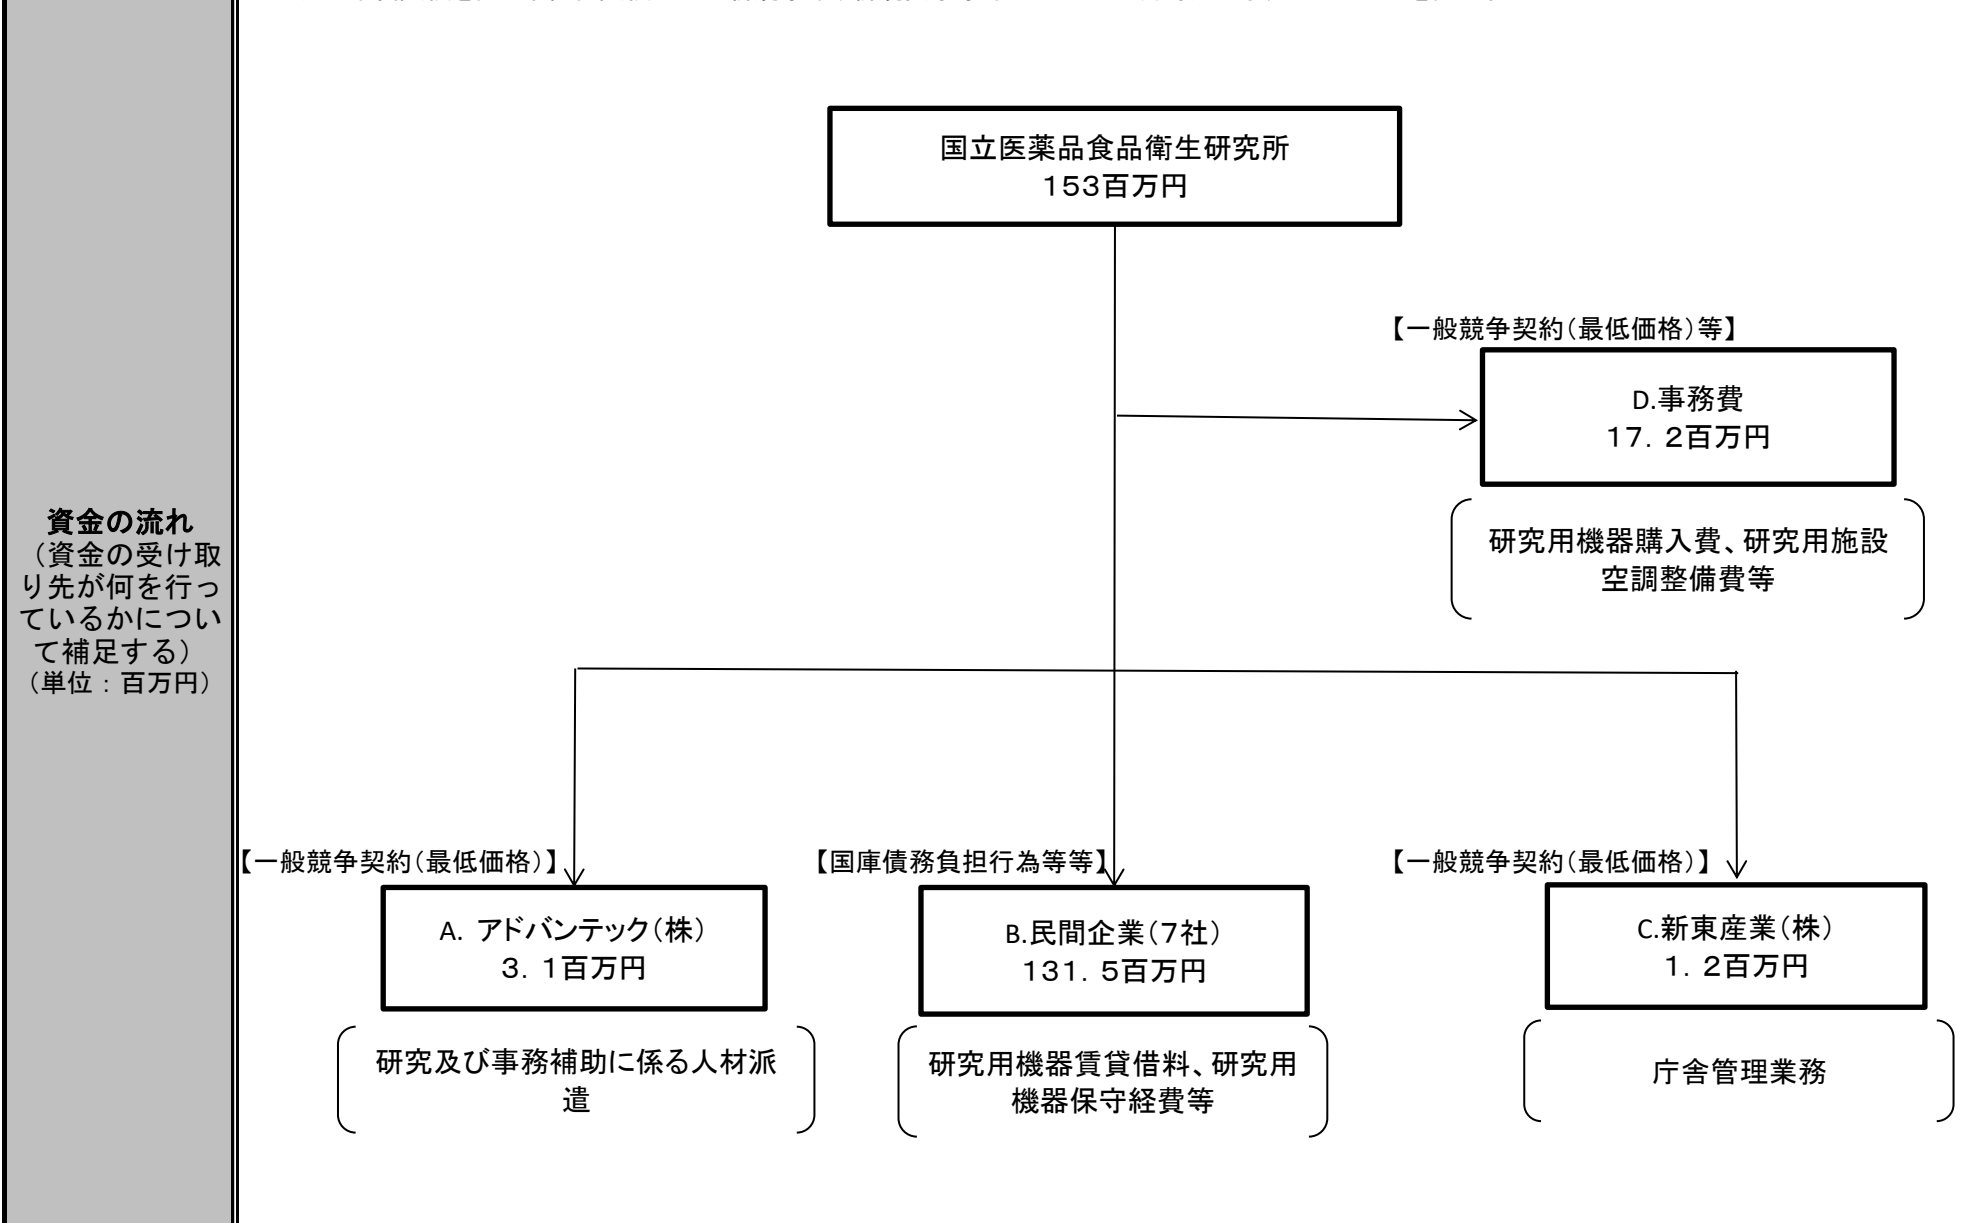 国立医薬品食品衛生研究所
153百万円
【一般競争契約(最低価格)等】
D.事務費
17．2百万円
研究用機器購入費、研究用施設
空調整備費等
資金の流れ
（資金の受け取
り先が何を行っ
ているかについ
て補足する）
（単位：百万円）
【一般競争契約(最低価格)】
【国庫債務負担行為等等】
【一般競争契約(最低価格)】
A. アドバンテック(株)
3．1百万円
B.民間企業(7社)
131．5百万円
C.新東産業(株)
1．2百万円
研究及び事務補助に係る人材派
遣
研究用機器賃貸借料、研究用
機器保守経費等
庁舎管理業務